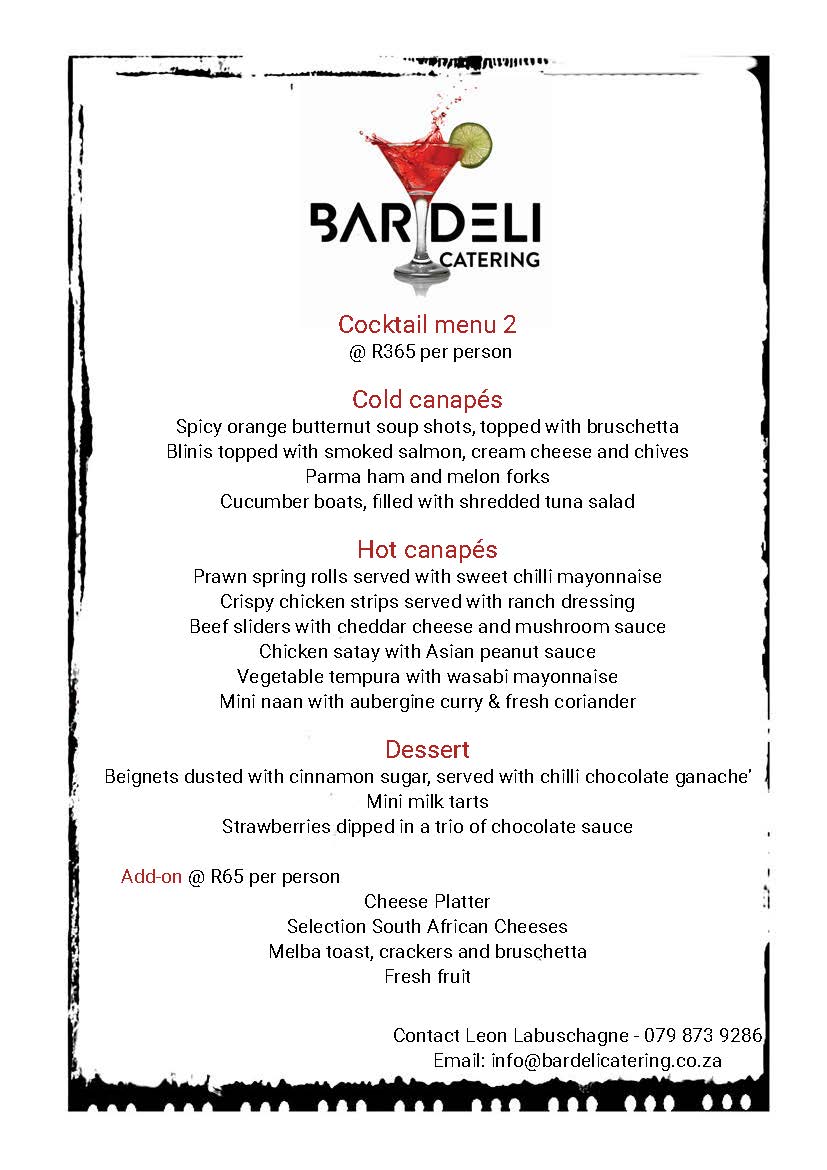 BAR DELI
CATERING
Cocktail menu 2
@ R365 per person
Cold canapés
Spicy orange butternut soup shots, topped with bruschetta
Blinis topped with smoked salmon, cream cheese and chives
Parma ham and melon forks
Cucumber boats, filled with shredded tuna salad
Hot canapés
Prawn spring rolls served with sweet chilli mayonnaise
Crispy chicken strips served with ranch dressing
Beef sliders with cheddar cheese and mushroom sauce
Chicken satay with Asian peanut sauce
Vegetable tempura with wasabi mayonnaise
Mini naan with aubergine curry & fresh coriander
Dessert
Beignets dusted with cinnamon sugar, served with chilli chocolate ganache'
Mini milk tarts
Strawberries dipped in a trio of chocolate sauce
Add-on @ R65 per person
Cheese Platter
Selection South African Cheeses
Melba toast, crackers and bruschetta
Fresh fruit
Contact Leon Labuschagne - 079 873 9286
Email: info@bardelicatering.co.za